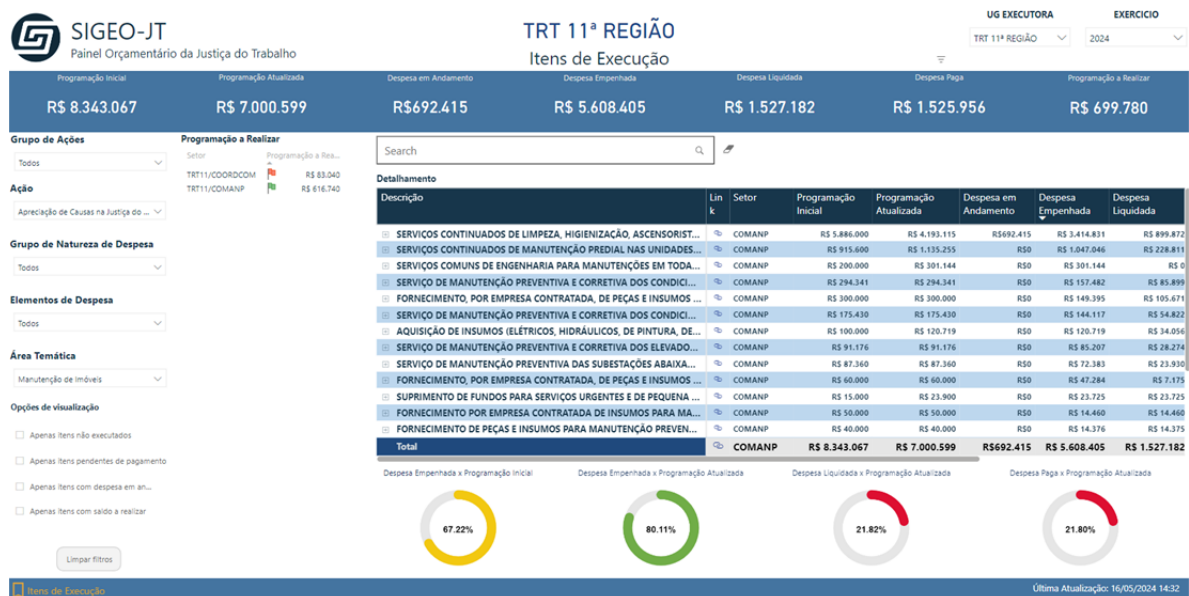 SIGEO-JT
Painel Orçamentário da Justiça do Trabalho
TRT 11ª REGIÃO
Itens de Execução
UG EXECUTORA
TRT 11ª REGIÃO
EXERCICIO
2024
Programação Inicial
R$ 8.343.067
Programação Atualizada
R$ 7.000.599
Despesa em Andamento
R$692.415
Despesa Empenhada
R$ 5.608.405
Despesa Liquidada
R$ 1.527.182
Despesa Paga
R$ 1.525.956
Programação a Realizar
R$ 699.780
Grupo de Ações
Todos
Ação
Apreciação de Causas na Justiça do ...
Grupo de Natureza de Despesa
Todos
Elementos de Despesa
Todos
Área Temática
Manutenção de Imóveis
Opções de visualização
Apenas Itens não executados
Apenas itens pendentes de pagamento
Apenas Itens com despesa em an...
Apenas Itens com saldo a realizar
Limpar filtros
Programação a Realizar
Setor Programação a Rea...
TRT11/COORDCOM R$ 83.040
TRT11/COMANP R$ 616.740
Search
Detalhamento
Descrição Link Setor Programação Inicial Programação Atualizada Despesa em Andamento Despesa Empenhada Despesa Liquidada
SERVIÇOS CONTINUADOS DE LIMPEZA, HIGIENIZAÇÃO, ASCENSORIST... COMANP R$ 5.886.000 R$ 4.193.115 R$692.415 R$ 3.414.831 R$ 899.872
SERVIÇOS CONTINUADOS DE MANUTENÇÃO PREDIAL NAS UNIDADES... COMANP R$ 915.600 R$ 1.135.255 R$0 R$ 1.047.046 R$ 228.811
SERVIÇOS COMUNS DE ENGENHARIA PARA MANUTENÇÕES EM TODA... COMANP R$ 200.000 R$ 301.144 R$0 R$ 301.144 R$ 0
SERVIÇO DE MANUTENÇÃO PREVENTIVA E CORRETIVA DOS CONDICI... COMANP R$ 294.341 R$ 294.341 R$0 R$ 157.482 R$ 85.899
FORNECIMENTO, POR EMPRESA CONTRATADA, DE PEÇAS E INSUMOS ... COMANP R$ 300.000 R$ 300.000 R$0 R$ 149.395 R$ 105.671
SERVIÇO DE MANUTENÇÃO PREVENTIVA E CORRETIVA DOS CONDICI... COMANP R$ 175.430 R$ 175.430 R$0 R$ 144.117 R$ 54.822
AQUISIÇÃO DE INSUMOS (ELÉTRICOS, HIDRÁULICOS, DE PINTURA, DE... COMANP R$ 100.000 R$ 120.719 R$0 R$ 120.719 R$ 34.056
SERVIÇO DE MANUTENÇÃO PREVENTIVA E CORRETIVA DOS ELEVADO... COMANP R$ 91.176 R$ 91.176 R$0 R$ 85.207 R$ 28.274
SERVIÇO DE MANUTENÇÃO PREVENTIVA DAS SUBESTAÇÕES ABAIXA... COMANP R$ 87.360 R$ 87.360 R$0 R$ 72.383 R$ 23.930
FORNECIMENTO, POR EMPRESA CONTRATADA, DE PEÇAS E INSUMOS ... COMANP R$ 60.000 R$ 60.000 R$0 R$ 47.284 R$ 7.175
SUPRIMENTO DE FUNDOS PARA SERVIÇOS URGENTES E DE PEQUENA ... COMANP R$ 15.000 R$ 23.900 R$0 R$ 23.725 R$ 23.725
FORNECIMENTO POR EMPRESA CONTRATADA DE INSUMOS PARA MA... COMANP R$ 50.000 R$ 50.000 R$0 R$ 14.460 R$ 14.460
FORNECIMENTO DE PEÇAS E INSUMOS PARA MANUTENÇÃO PREVEN... COMANP R$ 40.000 R$ 40.000 R$0 R$ 14.376 R$ 14.375
Total COMANP R$ 8.343.067 R$ 7.000.599 R$692.415 R$ 5.608.405 R$ 1.527.182
Despesa Empenhada x Programação Inicial
67.22%
Despesa Empenhada x Programação Atualizada
80.11%
Despesa Liquidada x Programação Atualizada
21.82%
Despesa Paga x Programação Atualizada
21.80%
Itens de Execução
Última Atualização: 16/05/2024 14:32